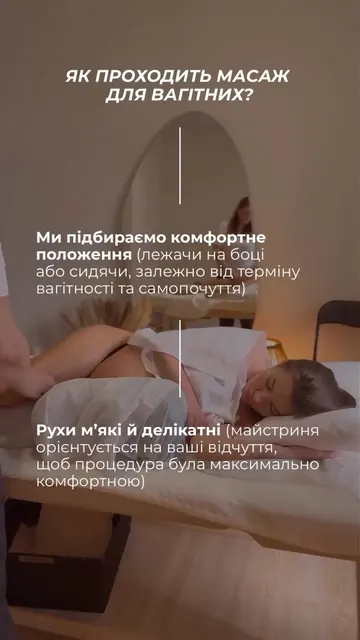 ЯК ПРОХОДИТЬ МАСАЖ
ДЛЯ ВАГІТНИХ?
Ми підбираємо комфортне
положення (лежачи на боці
або сидячи, залежно від терміну
вагітності та самопочуття)
Рухи м’які й делікатні (майстриня
орієнтується на ваші відчуття,
щоб процедура була максимально
комфортною)